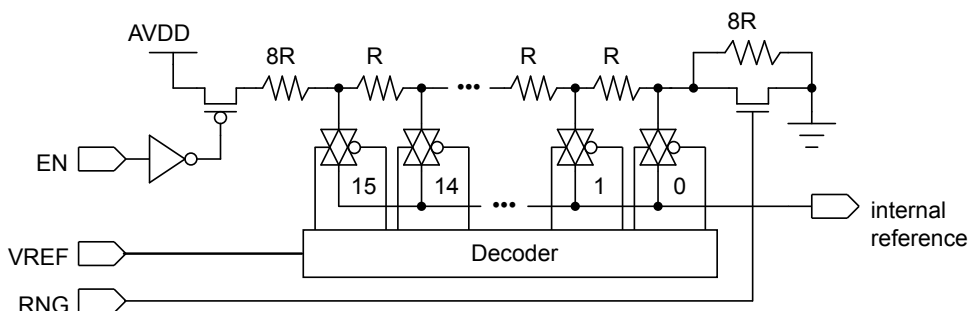 AVDD
8R
R
•••
R
R
8R
EN
15
14
1
0
•••
internal
reference
VREF
Decoder
RNG